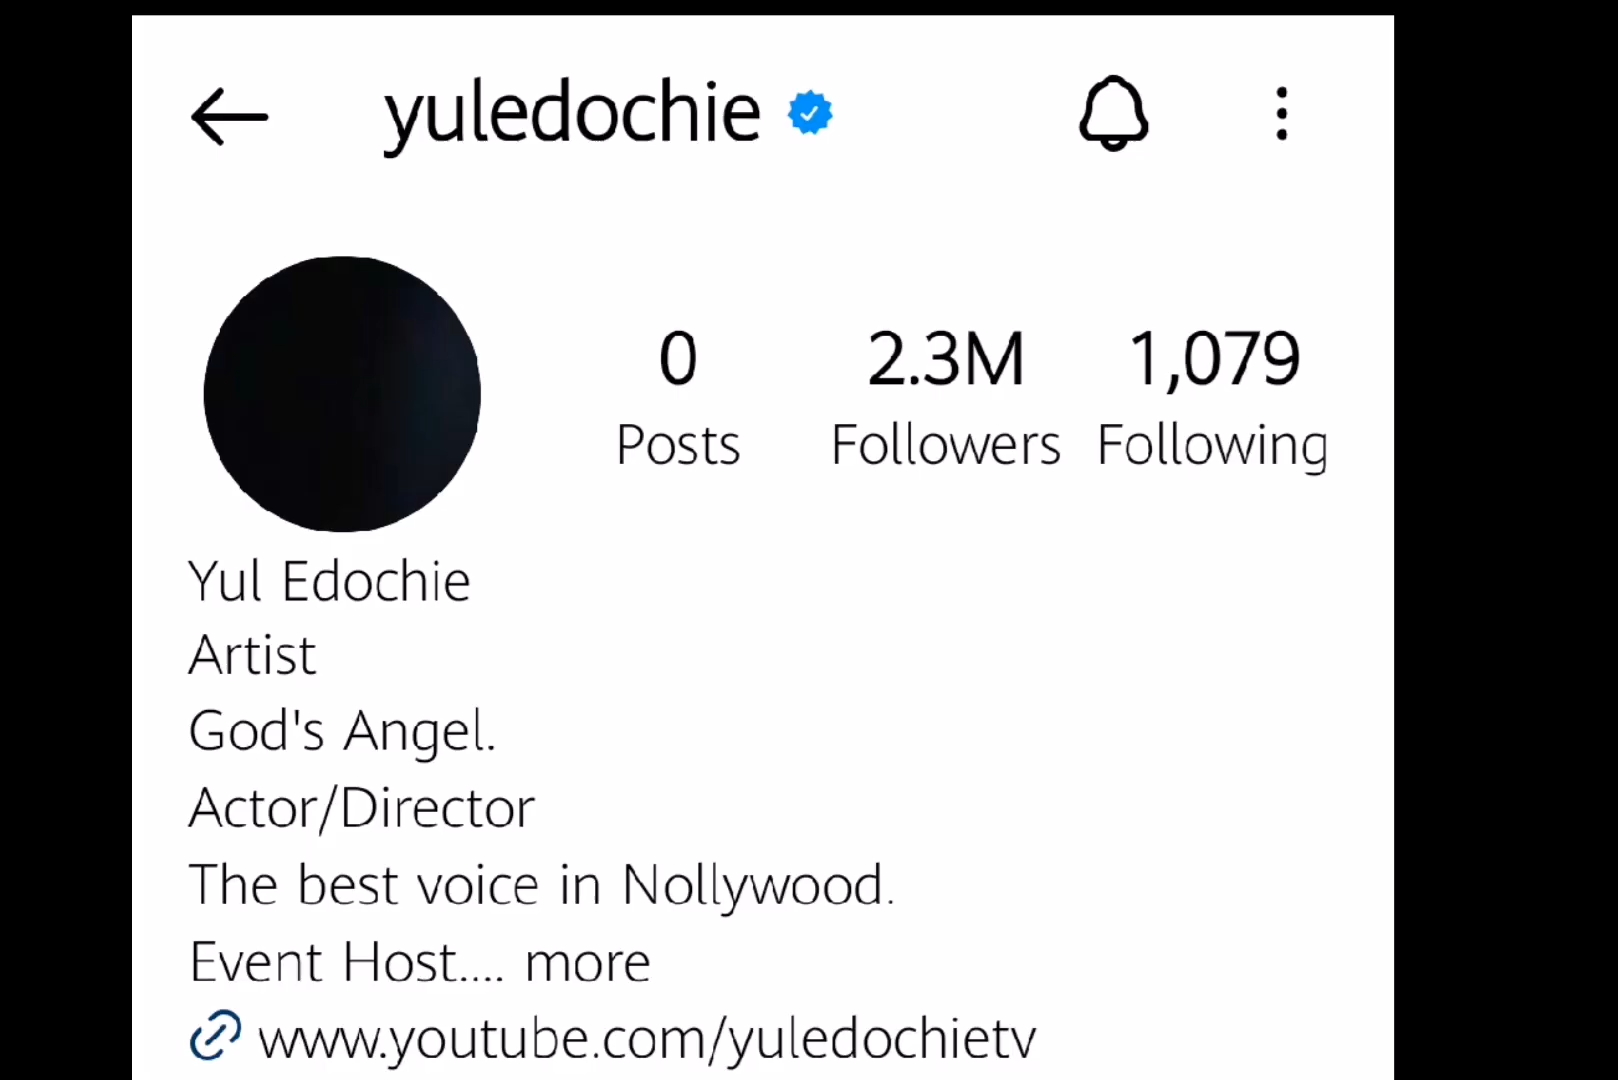 yuledochie
0 2.3M 1,079
Posts Followers Following
Yul Edochie
Artist
God's Angel.
Actor/Director
The best voice in Nollywood.
Event Host.... more
www.youtube.com/yuledochietv